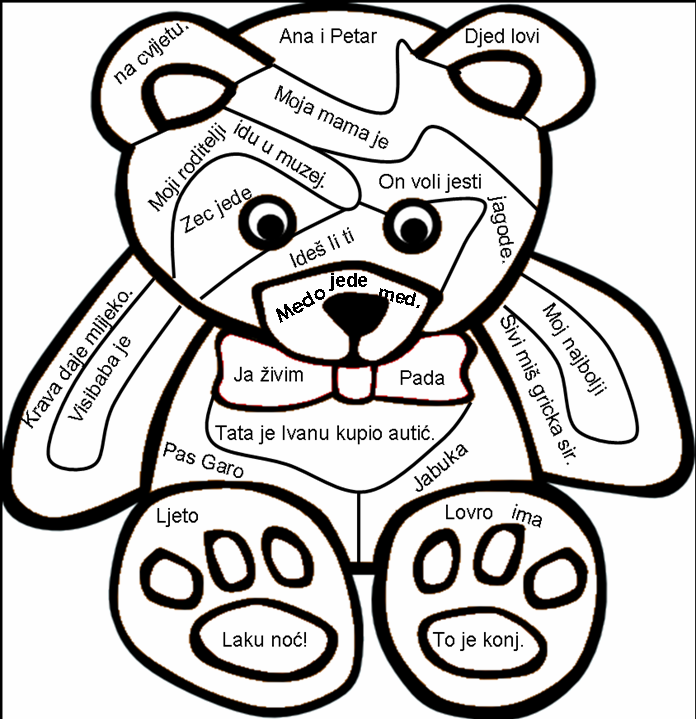 na cvijetu.
Ana i Petar
Djed lovi
Moja mama je
Moji roditelji
idu u muzej.
On voli jesti
Zec jede
jagode.
Ideš li ti
Medo jede med.
Krava daje mlijeko.
Visibaba je
Moj najbolji
Sivi miš gricka sir.
Ja živim
Pada
Tata je Ivanu kupio autić.
Pas Garo
Jabuka
Ljeto
Lovro ima
Laku noć!
To je konj.